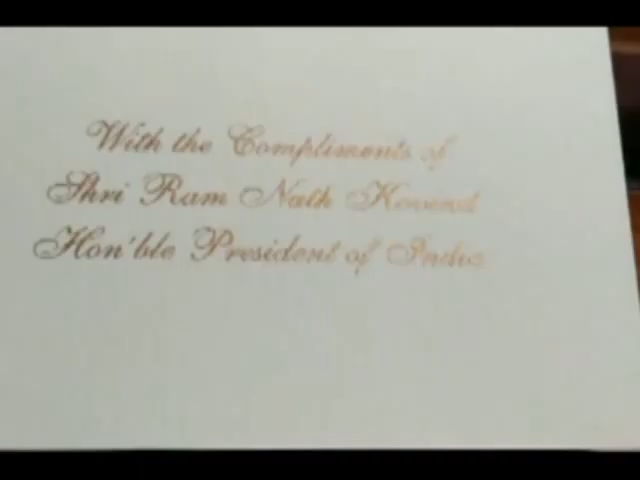 With the Compliments of
Shri Ram Nath Kovind
Hon'ble President of India